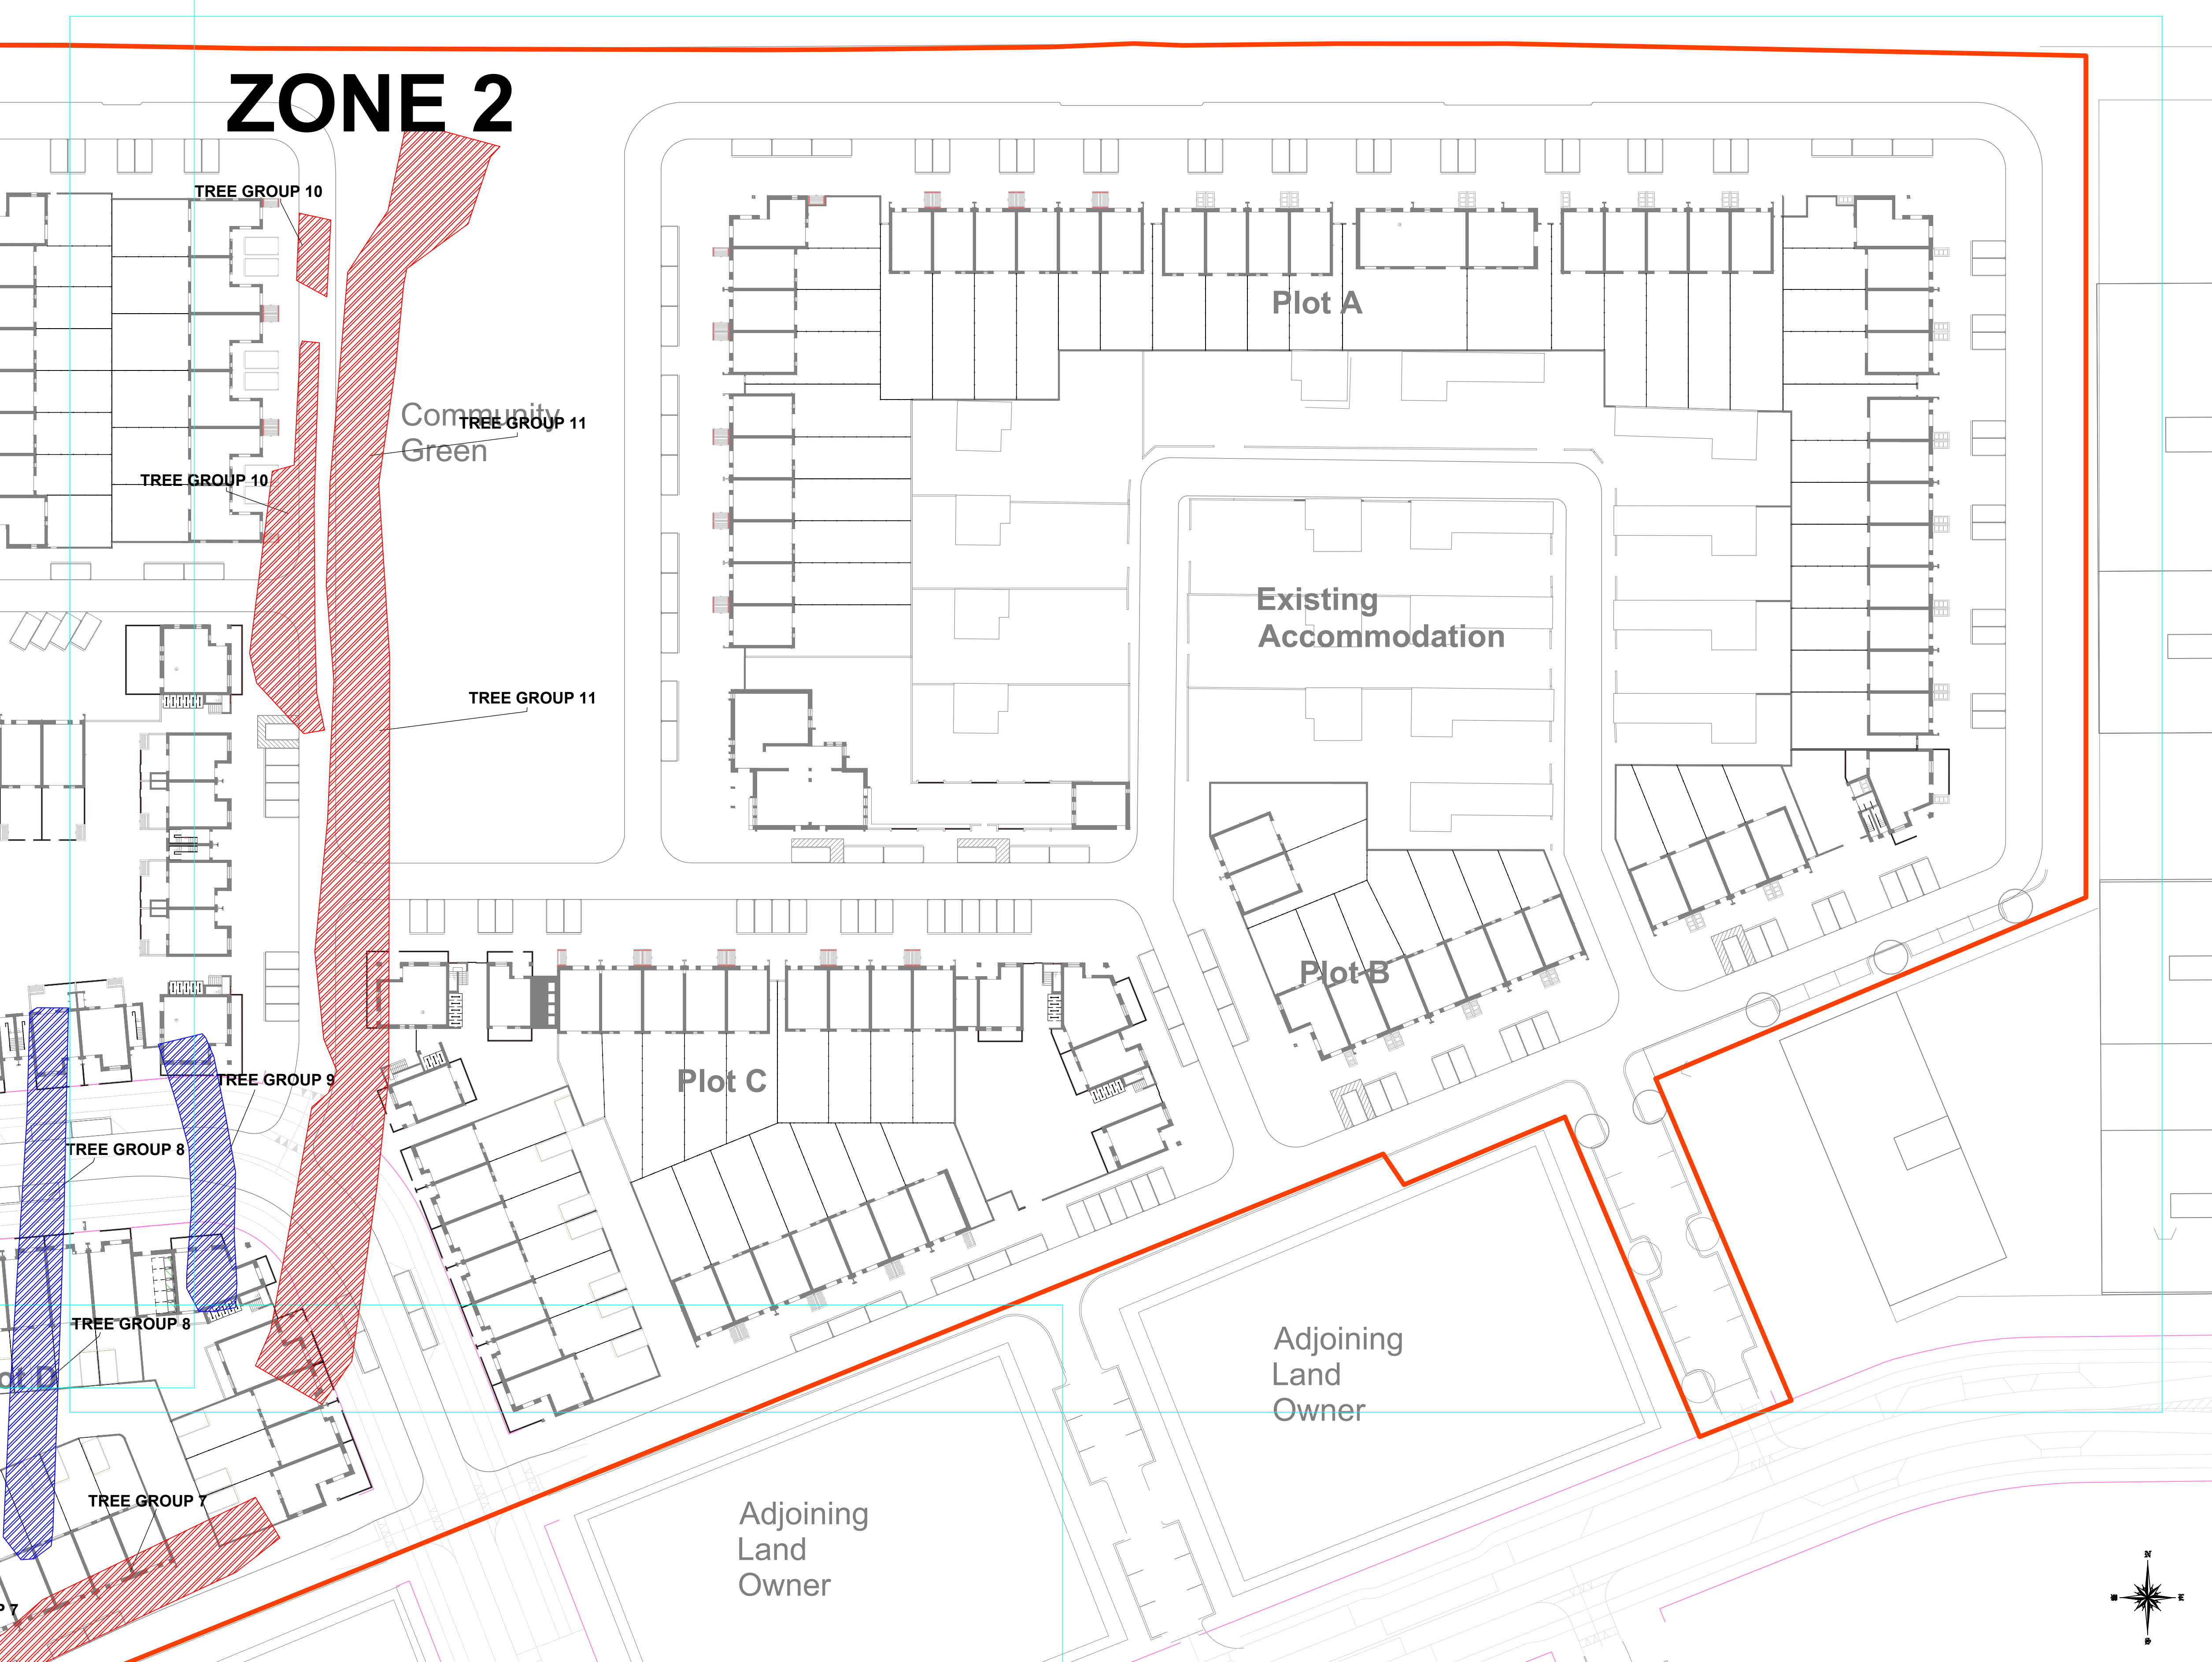 ZONE 2
TREE GROUP 10
Plot A
Community
Green
TREE GROUP 11
TREE GROUP 10
Existing
Accommodation
TREE GROUP 11
Plot B
Plot C
TREE GROUP 9
TREE GROUP 8
TREE GROUP 8
ot D
Adjoining
Land
Owner
TREE GROUP 7
Adjoining
Land
Owner
P 7
N
S